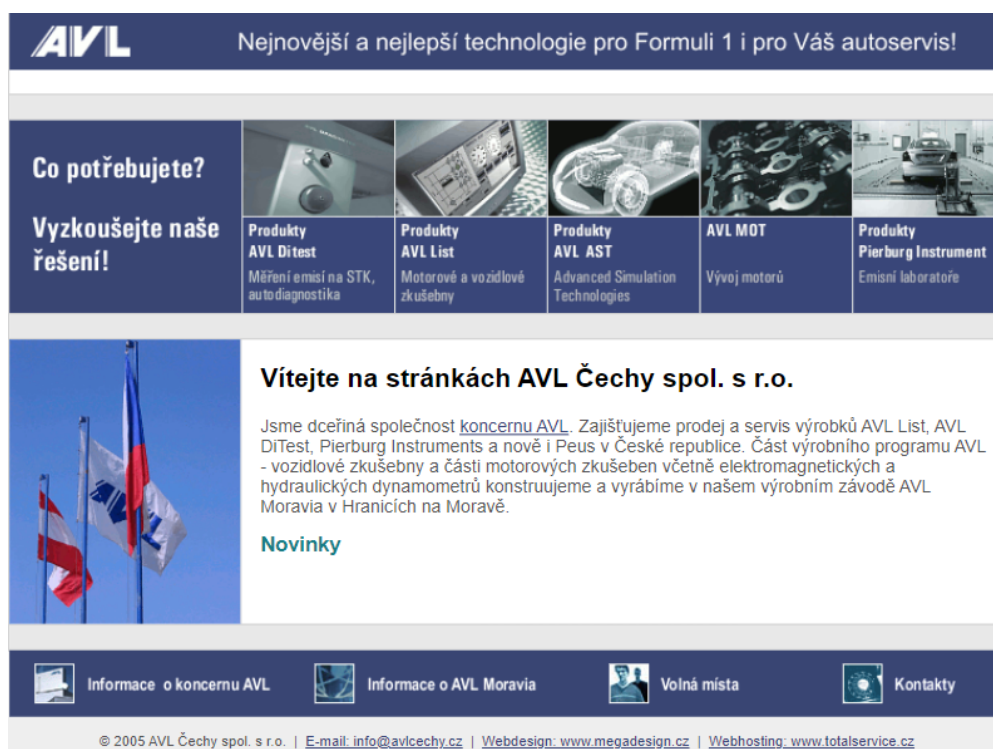 AVL
Nejnovější a nejlepší technologie pro Formuli 1 i pro Váš autoservis!
Co potřebujete?
Vyzkoušejte naše
řešení!
Produkty
AVL Ditest
Měření emisí na STK,
autodiagnostika
Produkty
AVL List
Motorové a vozidlové
zkušebny
Produkty
AVL AST
Advanced Simulation
Technologies
AVL MOT
Vývoj motorů
Produkty
Pierburg Instrument
Emisní laboratoře
Vítejte na stránkách AVL Čechy spol. s r.o.
Jsme dceřiná společnost koncernu AVL. Zajišťujeme prodej a servis výrobků AVL List, AVL
DiTest, Pierburg Instruments a nově i Peus v České republice. Část výrobního programu AVL
- vozidlové zkušebny a části motorových zkušeben včetně elektromagnetických a
hydraulických dynamometrů konstruujeme a vyrábíme v našem výrobním závodě AVL
Moravia v Hranicích na Moravě.
Novinky
Informace o koncernu AVL
Informace o AVL Moravia
Volná místa
Kontakty
© 2005 AVL Čechy spol. s r.o. | E-mail: info@avlcechy.cz | Webdesign: www.megadesign.cz | Webhosting: www.totalservice.cz